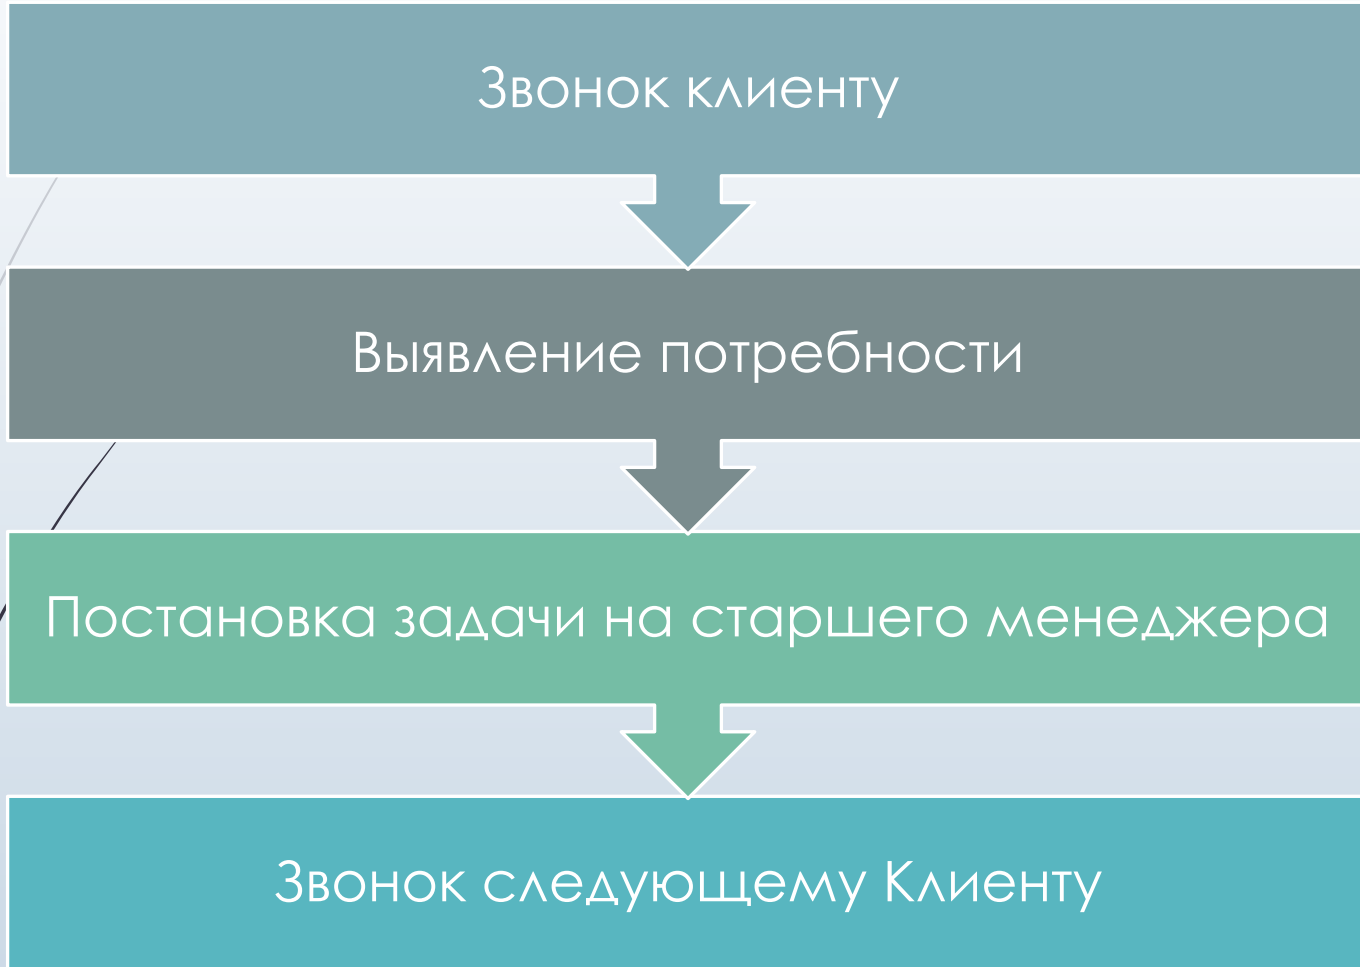 Звонок клиенту
Выявление потребности
Постановка задачи на старшего менеджера
Звонок следующему Клиенту